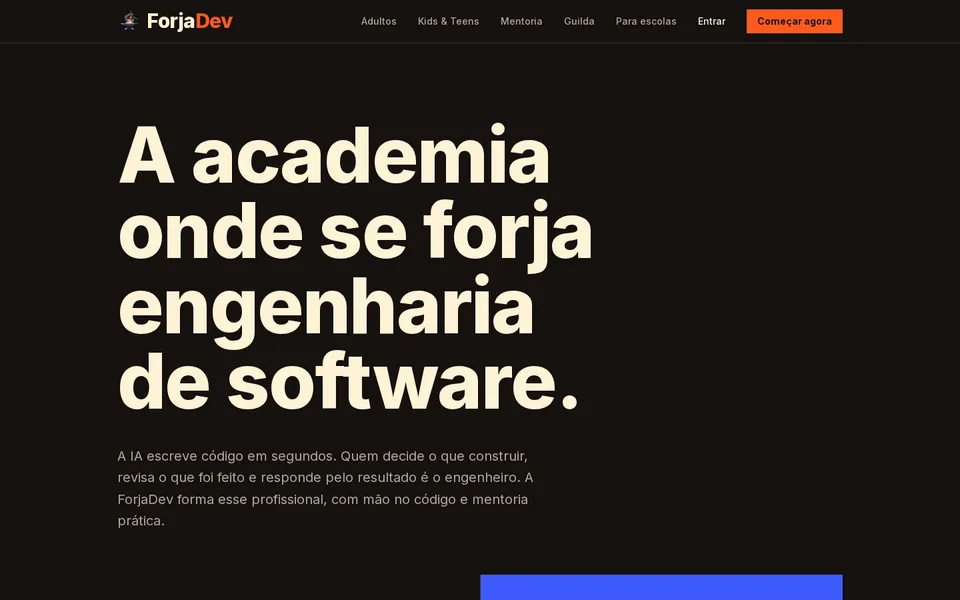 ForjaDev
Adultos
Kids & Teens
Mentoria
Guilda
Para escolas
Entrar
Começar agora
A academia
onde se forja
engenharia
de software.
A IA escreve código em segundos. Quem decide o que construir,
revisa o que foi feito e responde pelo resultado é o engenheiro. A
ForjaDev forma esse profissional, com mão no código e mentoria
prática.